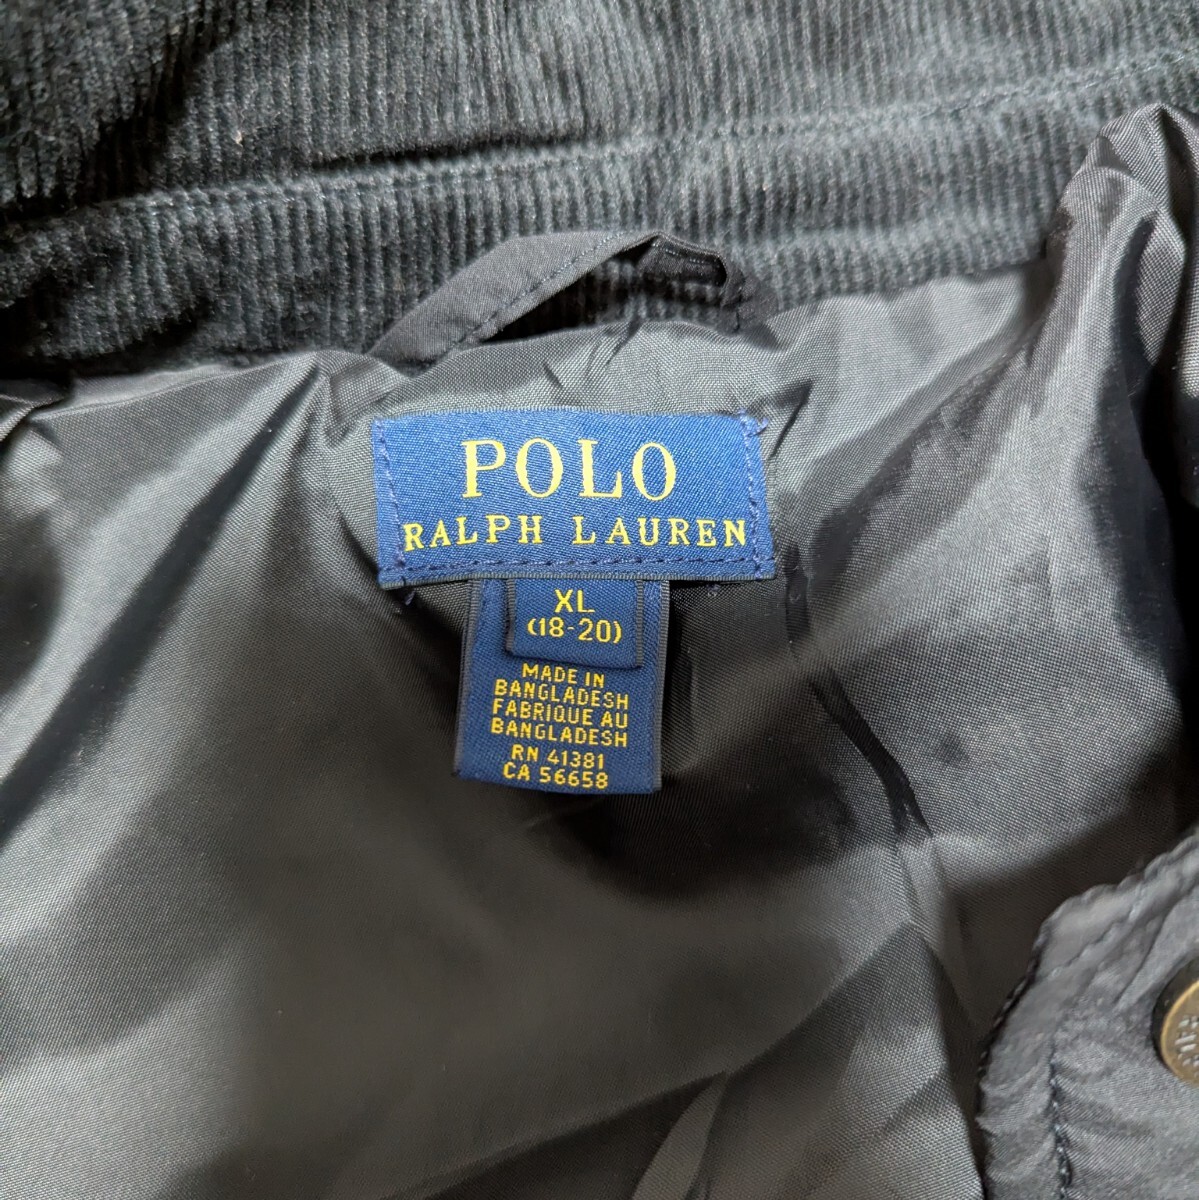 POLO
RALPH LAUREN
XL
(18-20)
MADE IN
BANGLADESH
FABRIQUE AU
BANGLADESH
RN 41381
CA 56658